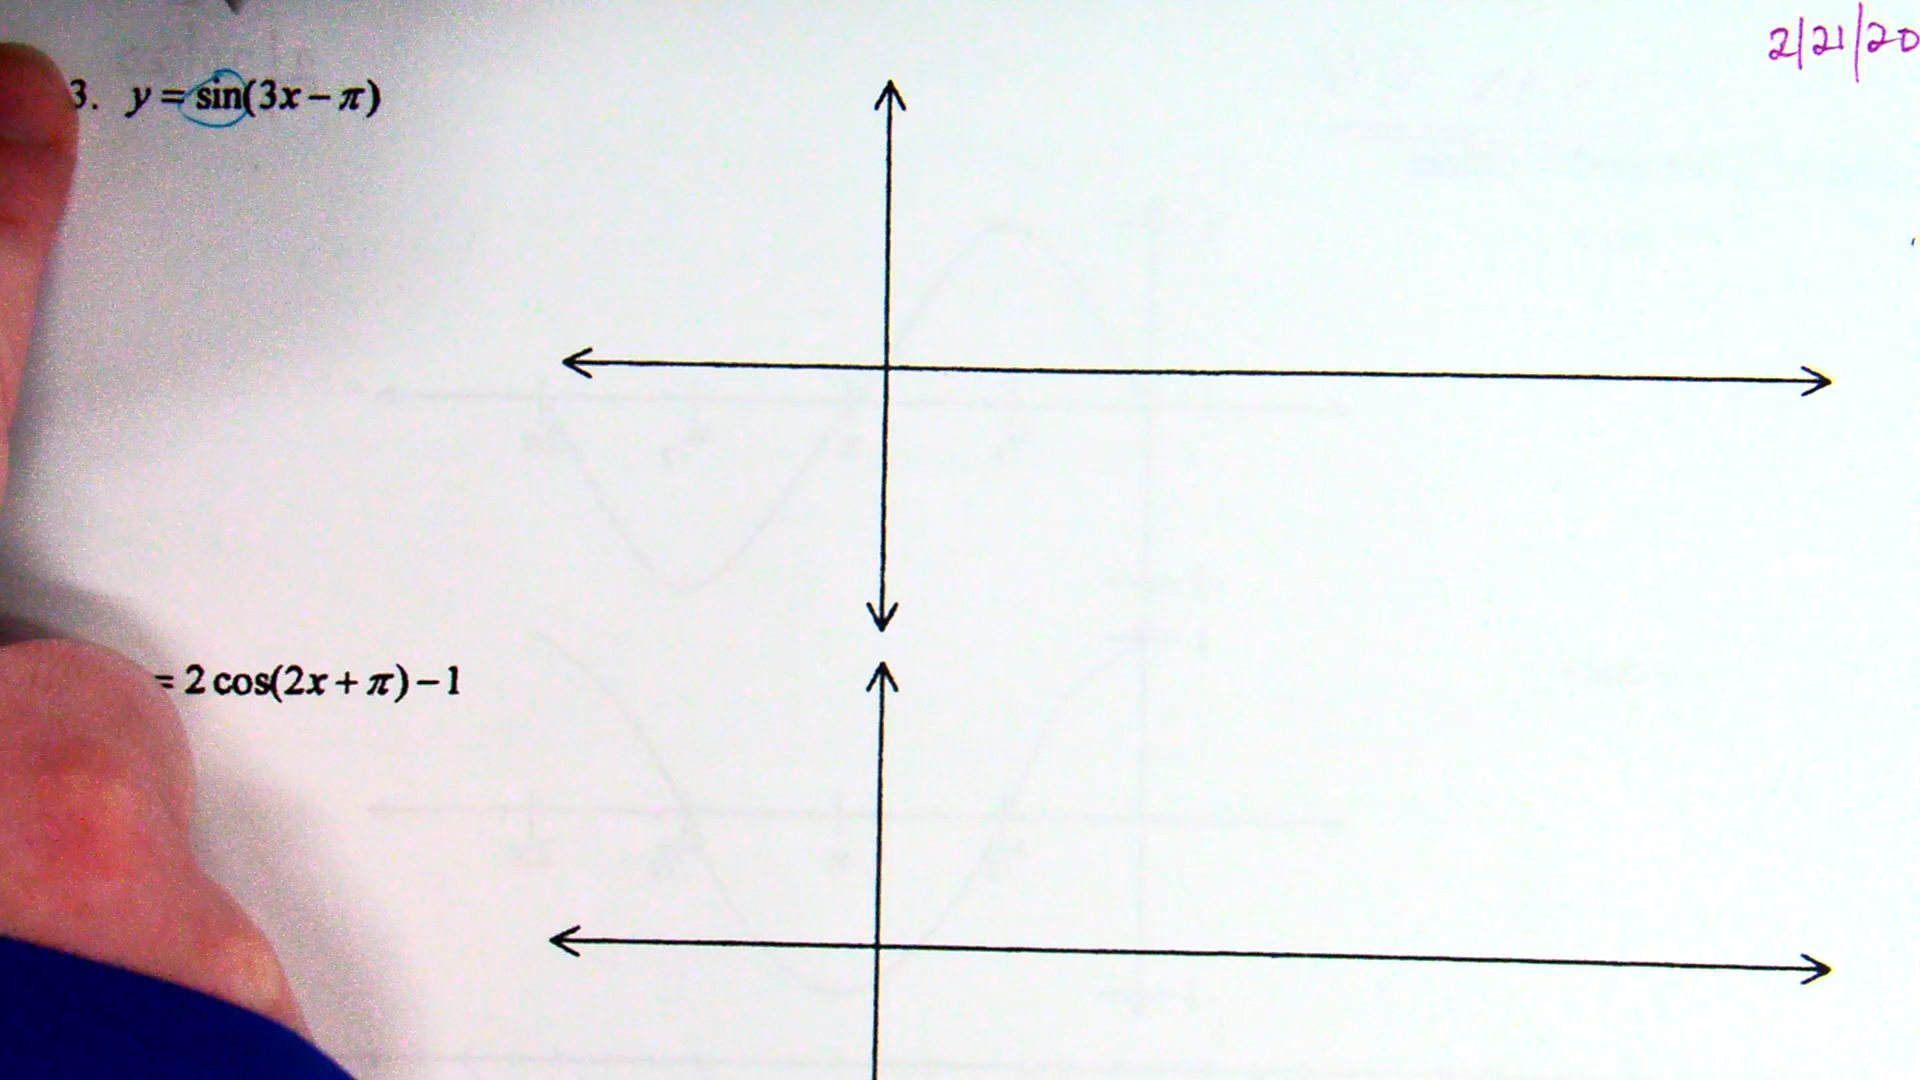 2/21/20
3. y = sin(3x − π)
= 2 cos(2x + π) − 1